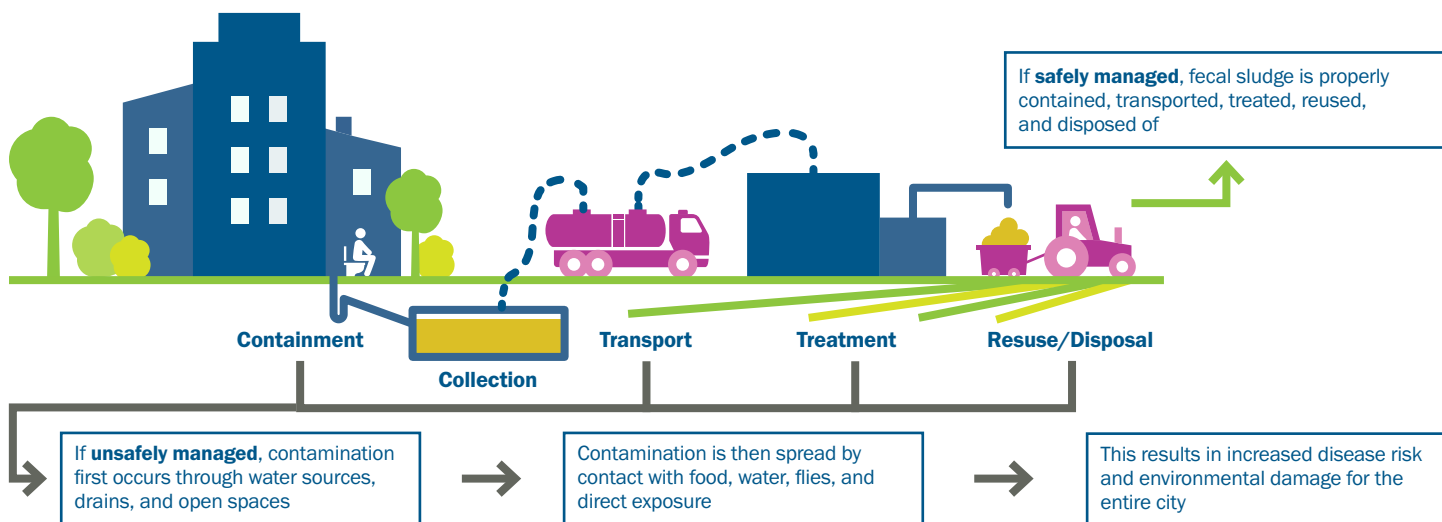 If safely managed, fecal sludge is properly
contained, transported, treated, reused,
and disposed of
Containment
Collection
Transport
Treatment
Resuse/Disposal
If unsafely managed, contamination
first occurs through water sources,
drains, and open spaces
Contamination is then spread by
contact with food, water, flies, and
direct exposure
This results in increased disease risk
and environmental damage for the
entire city